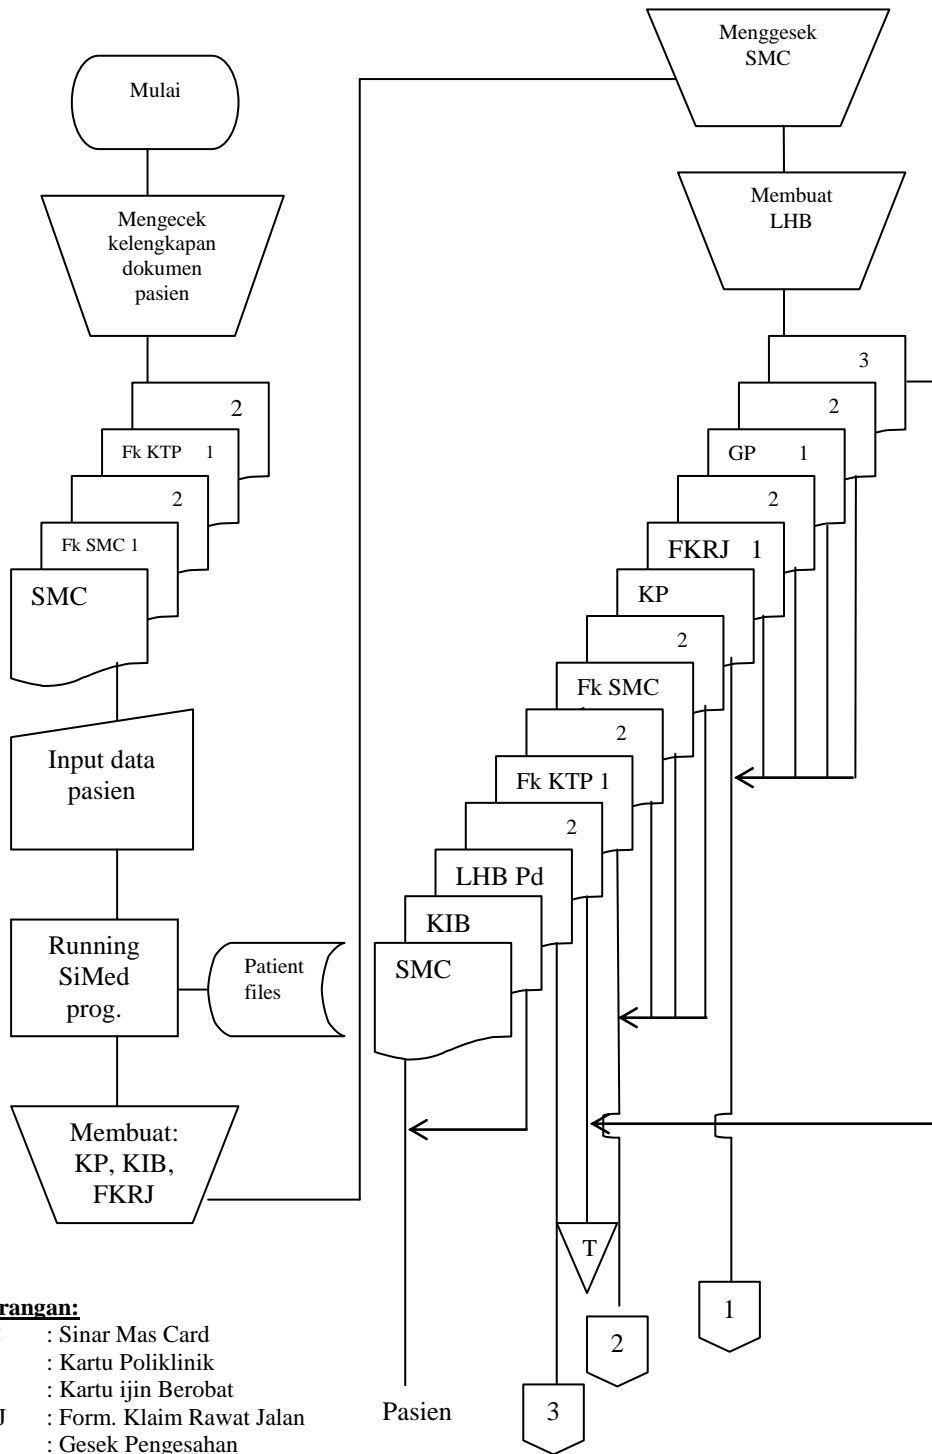 Mulai
Mengecek
kelengkapan
dokumen
pasien
2
Fk KTP 1
2
Fk SMC 1
SMC
Input data
pasien
Running
SiMed
prog.
Patient
files
Membuat:
KP, KIB,
FKRJ
Menggesek
SMC
Membuat
LHB
3
2
GP 1
2
FKRJ 1
KP
2
Fk SMC
2
Fk KTP 1
2
LHB Pd
KIB
SMC
T
1
2
3
Pasien
rangan:
: Sinar Mas Card
: Kartu Poliklinik
: Kartu ijin Berobat
J : Form. Klaim Rawat Jalan
: Gesek Pengesahan